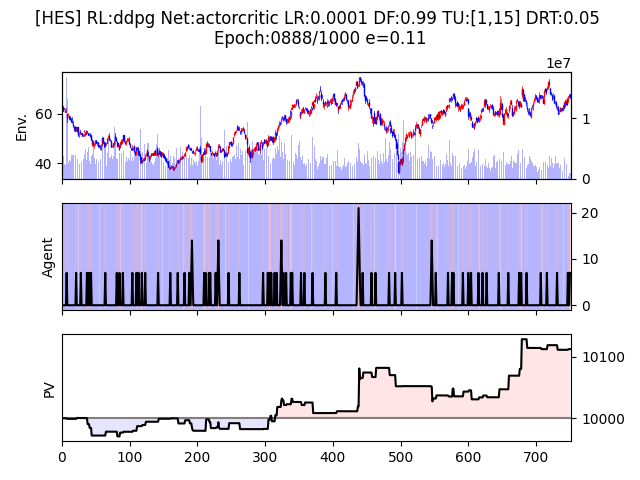 [HES] RL:ddpg Net:actorcritic LR:0.0001 DF:0.99 TU:[1,15] DRT:0.05
Epoch:0888/1000 e=0.11
1e7
Env.
60
40
1
0
Agent
20
10
0
PV
10100
10000
0 100 200 300 400 500 600 700